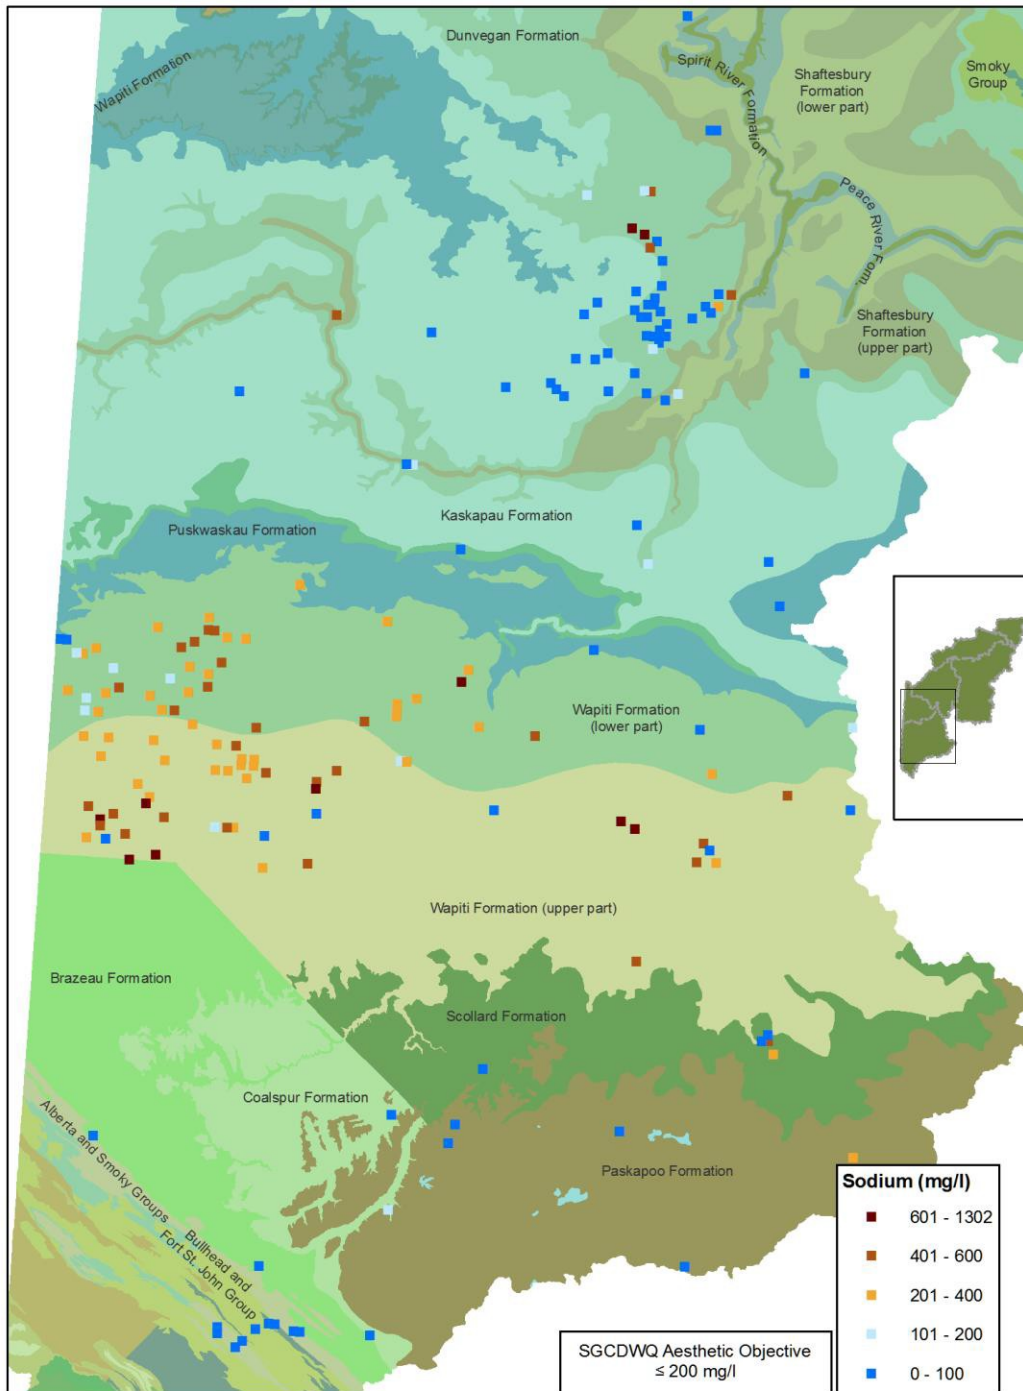 Dunvegan Formation
Wapiti Formation
Spirit River Formation
Shaftesbury
Formation
(lower part)
Smoky
Group
Peace River Form.
Shaftesbury
Formation
(upper part)
Kaskapau Formation
Puskwaskau Formation
Wapiti Formation
(lower part)
Wapiti Formation (upper part)
Brazeau Formation
Scollard Formation
Coalspur Formation
Alberta and Smoky Groups
Bullhead and
Fort St. John Group
Paskapoo Formation
Sodium (mg/l)
601 - 1302
401 - 600
201 - 400
101 - 200
0 - 100
SGCDWQ Aesthetic Objective
≤ 200 mg/l